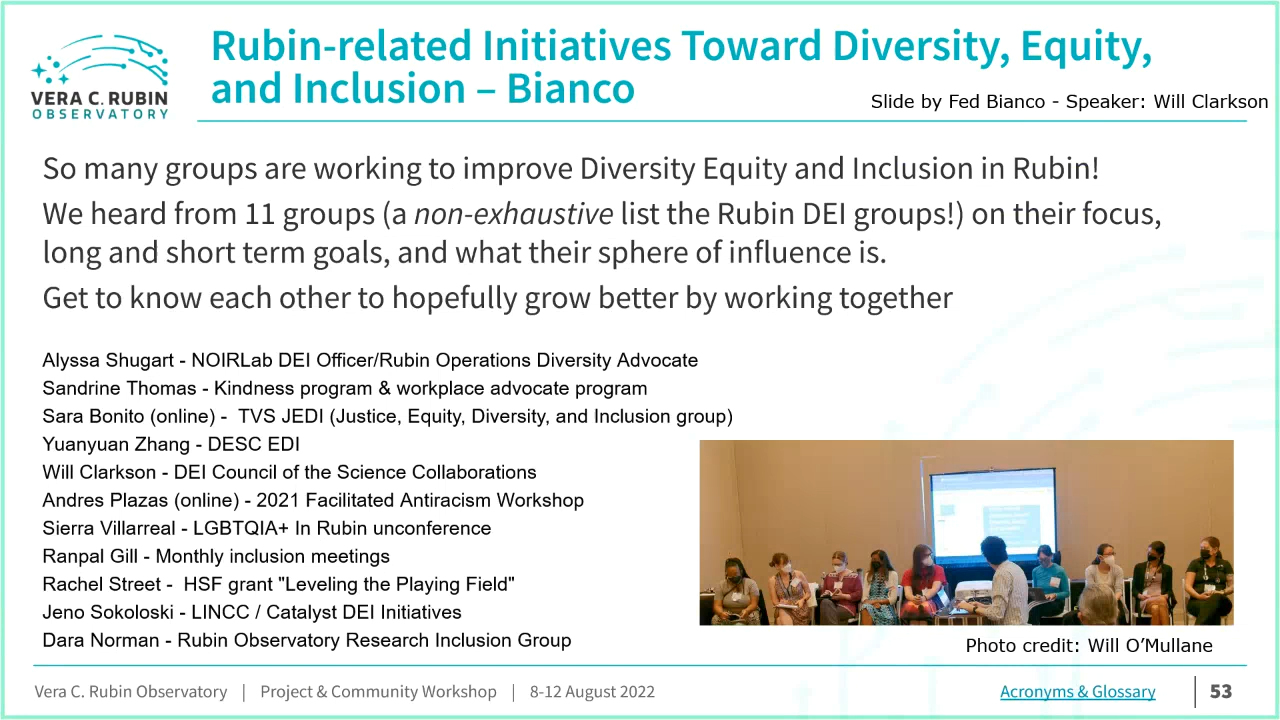 VERA C. RUBIN
OBSERVATORY
Rubin-related Initiatives Toward Diversity, Equity,
and Inclusion – Bianco
Slide by Fed Bianco - Speaker: Will Clarkson
So many groups are working to improve Diversity Equity and Inclusion in Rubin!
We heard from 11 groups (a non-exhaustive list the Rubin DEI groups!) on their focus,
long and short term goals, and what their sphere of influence is.
Get to know each other to hopefully grow better by working together
Alyssa Shugart - NOIRLab DEI Officer/Rubin Operations Diversity Advocate
Sandrine Thomas - Kindness program & workplace advocate program
Sara Bonito (online) -  TVS JEDI (Justice, Equity, Diversity, and Inclusion group)
Yuanyuan Zhang - DESC EDI
Will Clarkson - DEI Council of the Science Collaborations
Andres Plazas (online) - 2021 Facilitated Antiracism Workshop
Sierra Villarreal - LGBTQIA+ In Rubin unconference
Ranpal Gill - Monthly inclusion meetings
Rachel Street -  HSF grant "Leveling the Playing Field"
Jeno Sokoloski - LINCC / Catalyst DEI Initiatives
Dara Norman - Rubin Observatory Research Inclusion Group
Photo credit: Will O’Mullane
Vera C. Rubin Observatory | Project & Community Workshop | 8-12 August 2022
Acronyms & Glossary
53